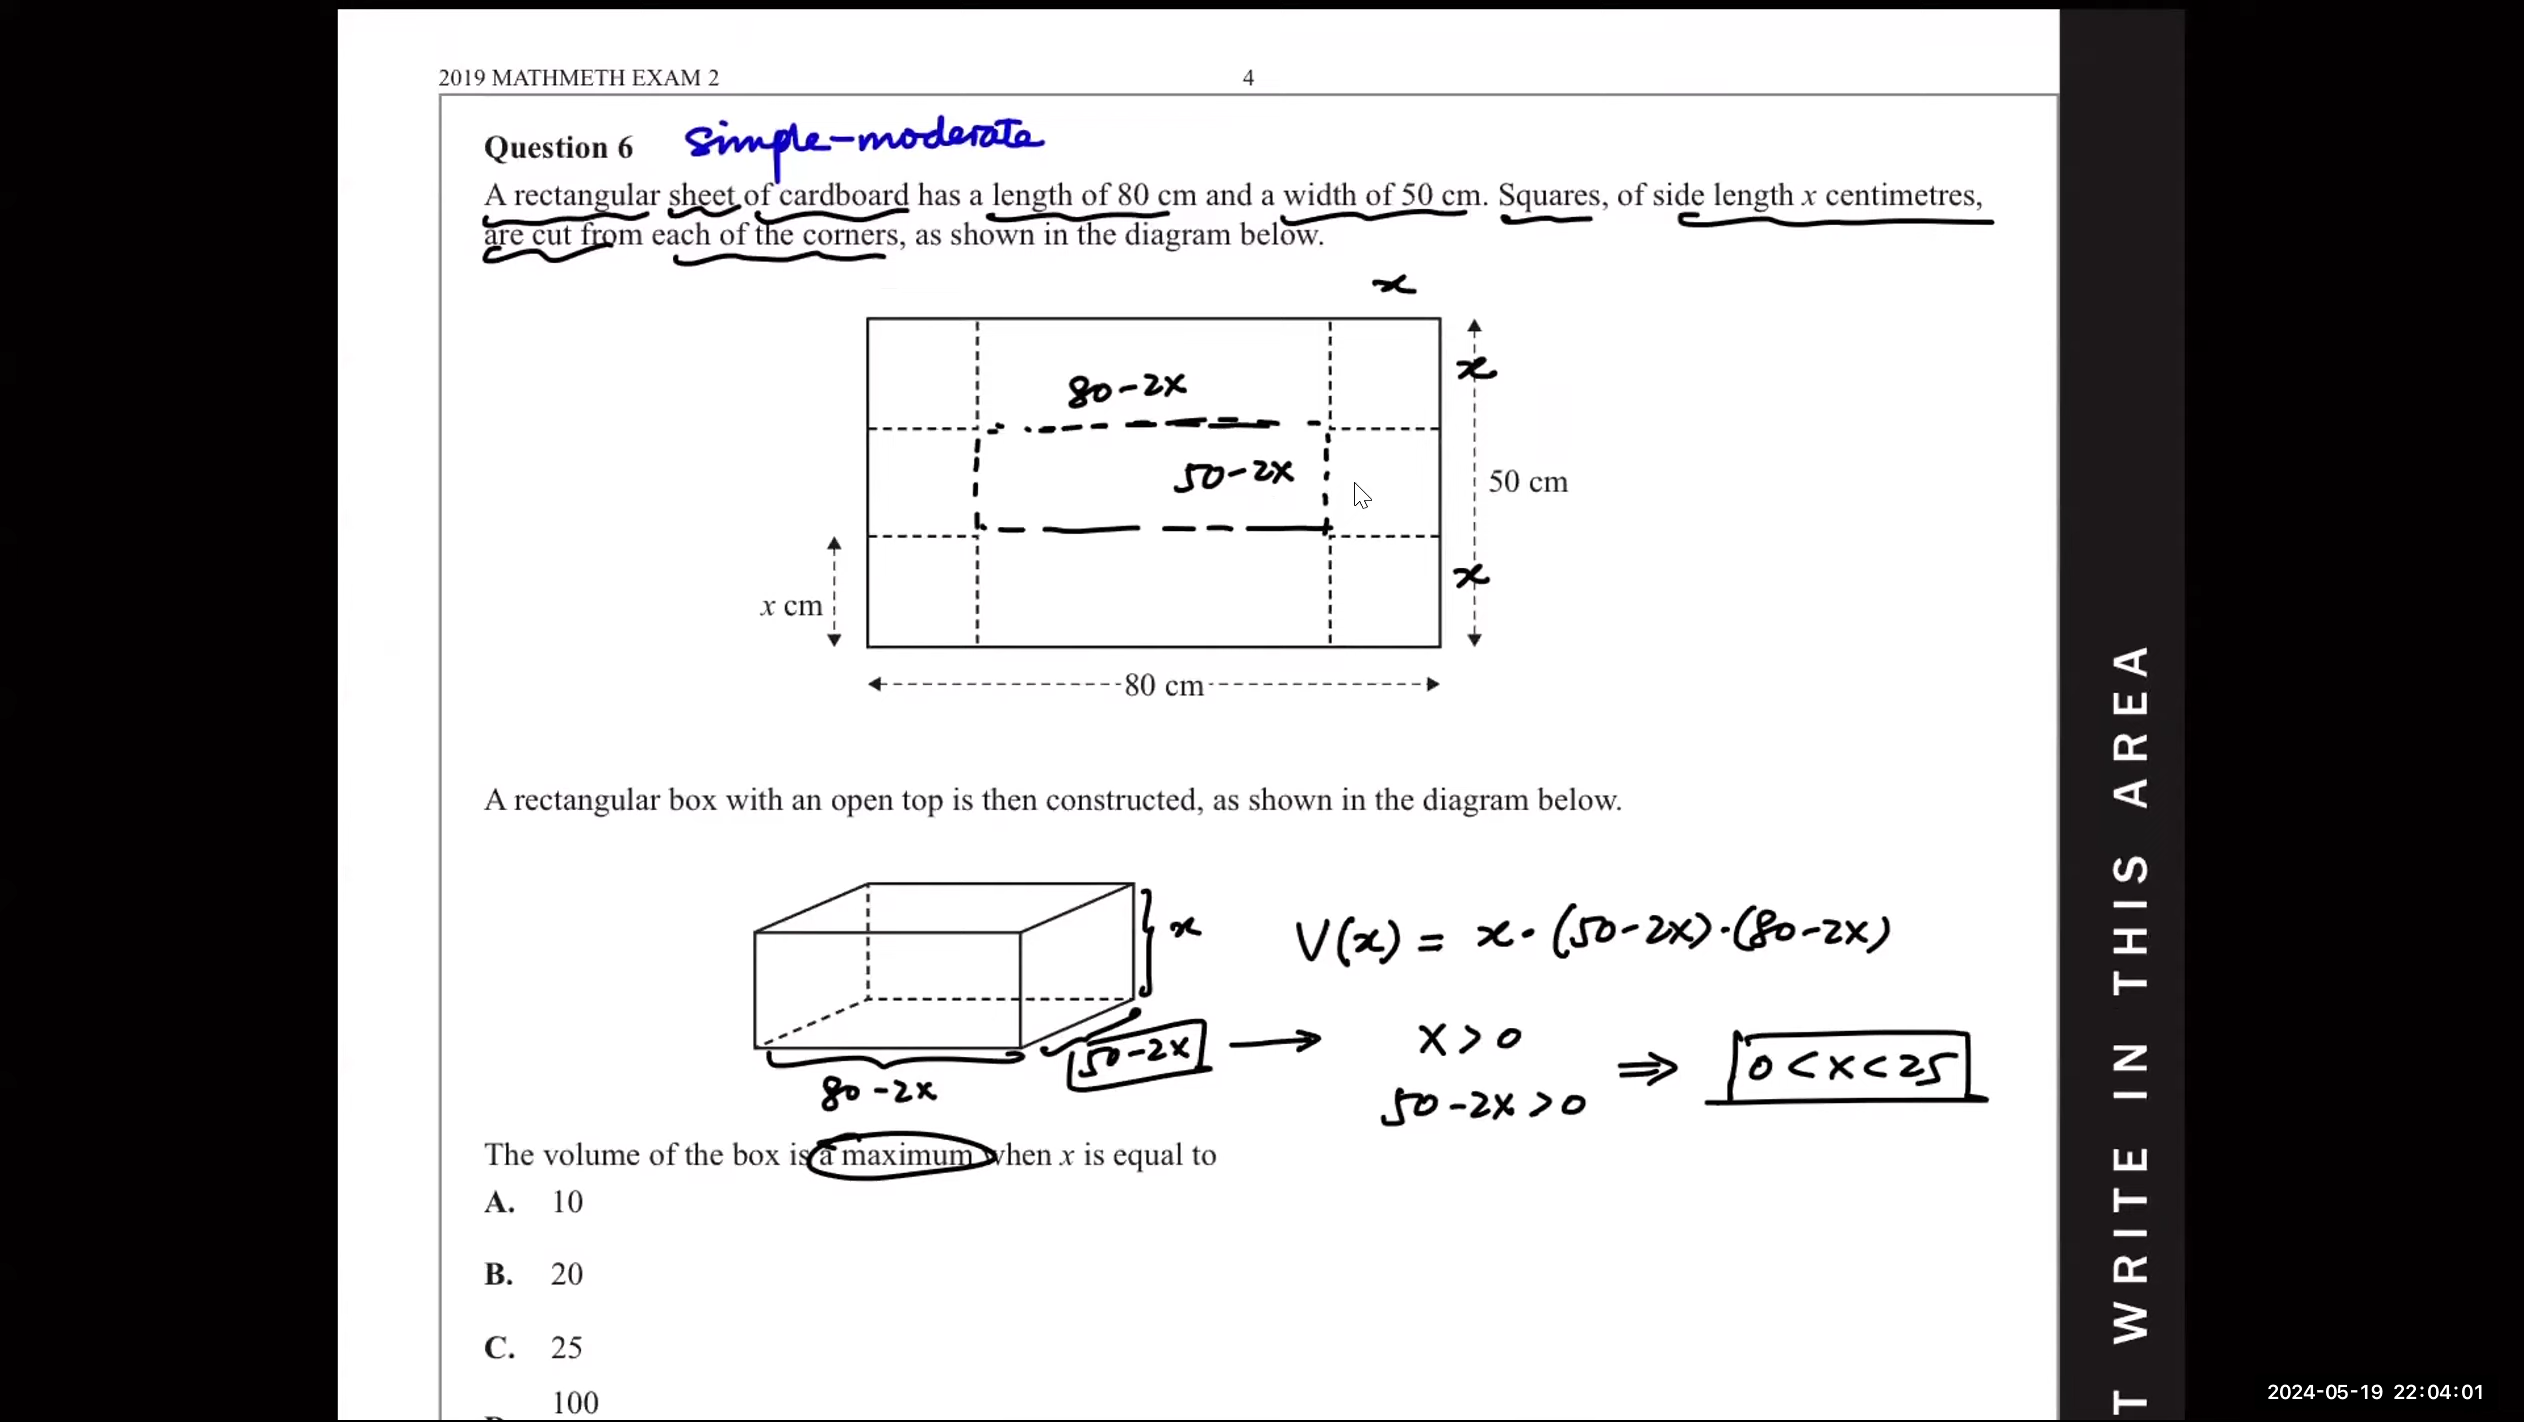 2019 MATHMETH EXAM 2
4
Question 6 simple-moderate
A rectangular sheet of cardboard has a length of 80 cm and a width of 50 cm. Squares, of side length x centimetres,
are cut from each of the corners, as shown in the diagram below.
x
80-2x
x
50-2x
50 cm
x
x cm
80 cm
A rectangular box with an open top is then constructed, as shown in the diagram below.
x
V(x) = x·(50-2x)·(80-2x)
50-2x → x>0 ⇒ 0<x<25
80-2x
50-2x>0
The volume of the box is a maximum when x is equal to
A. 10
B. 20
C. 25
100
T WRITE IN THIS AREA
2024-05-19 22:04:01